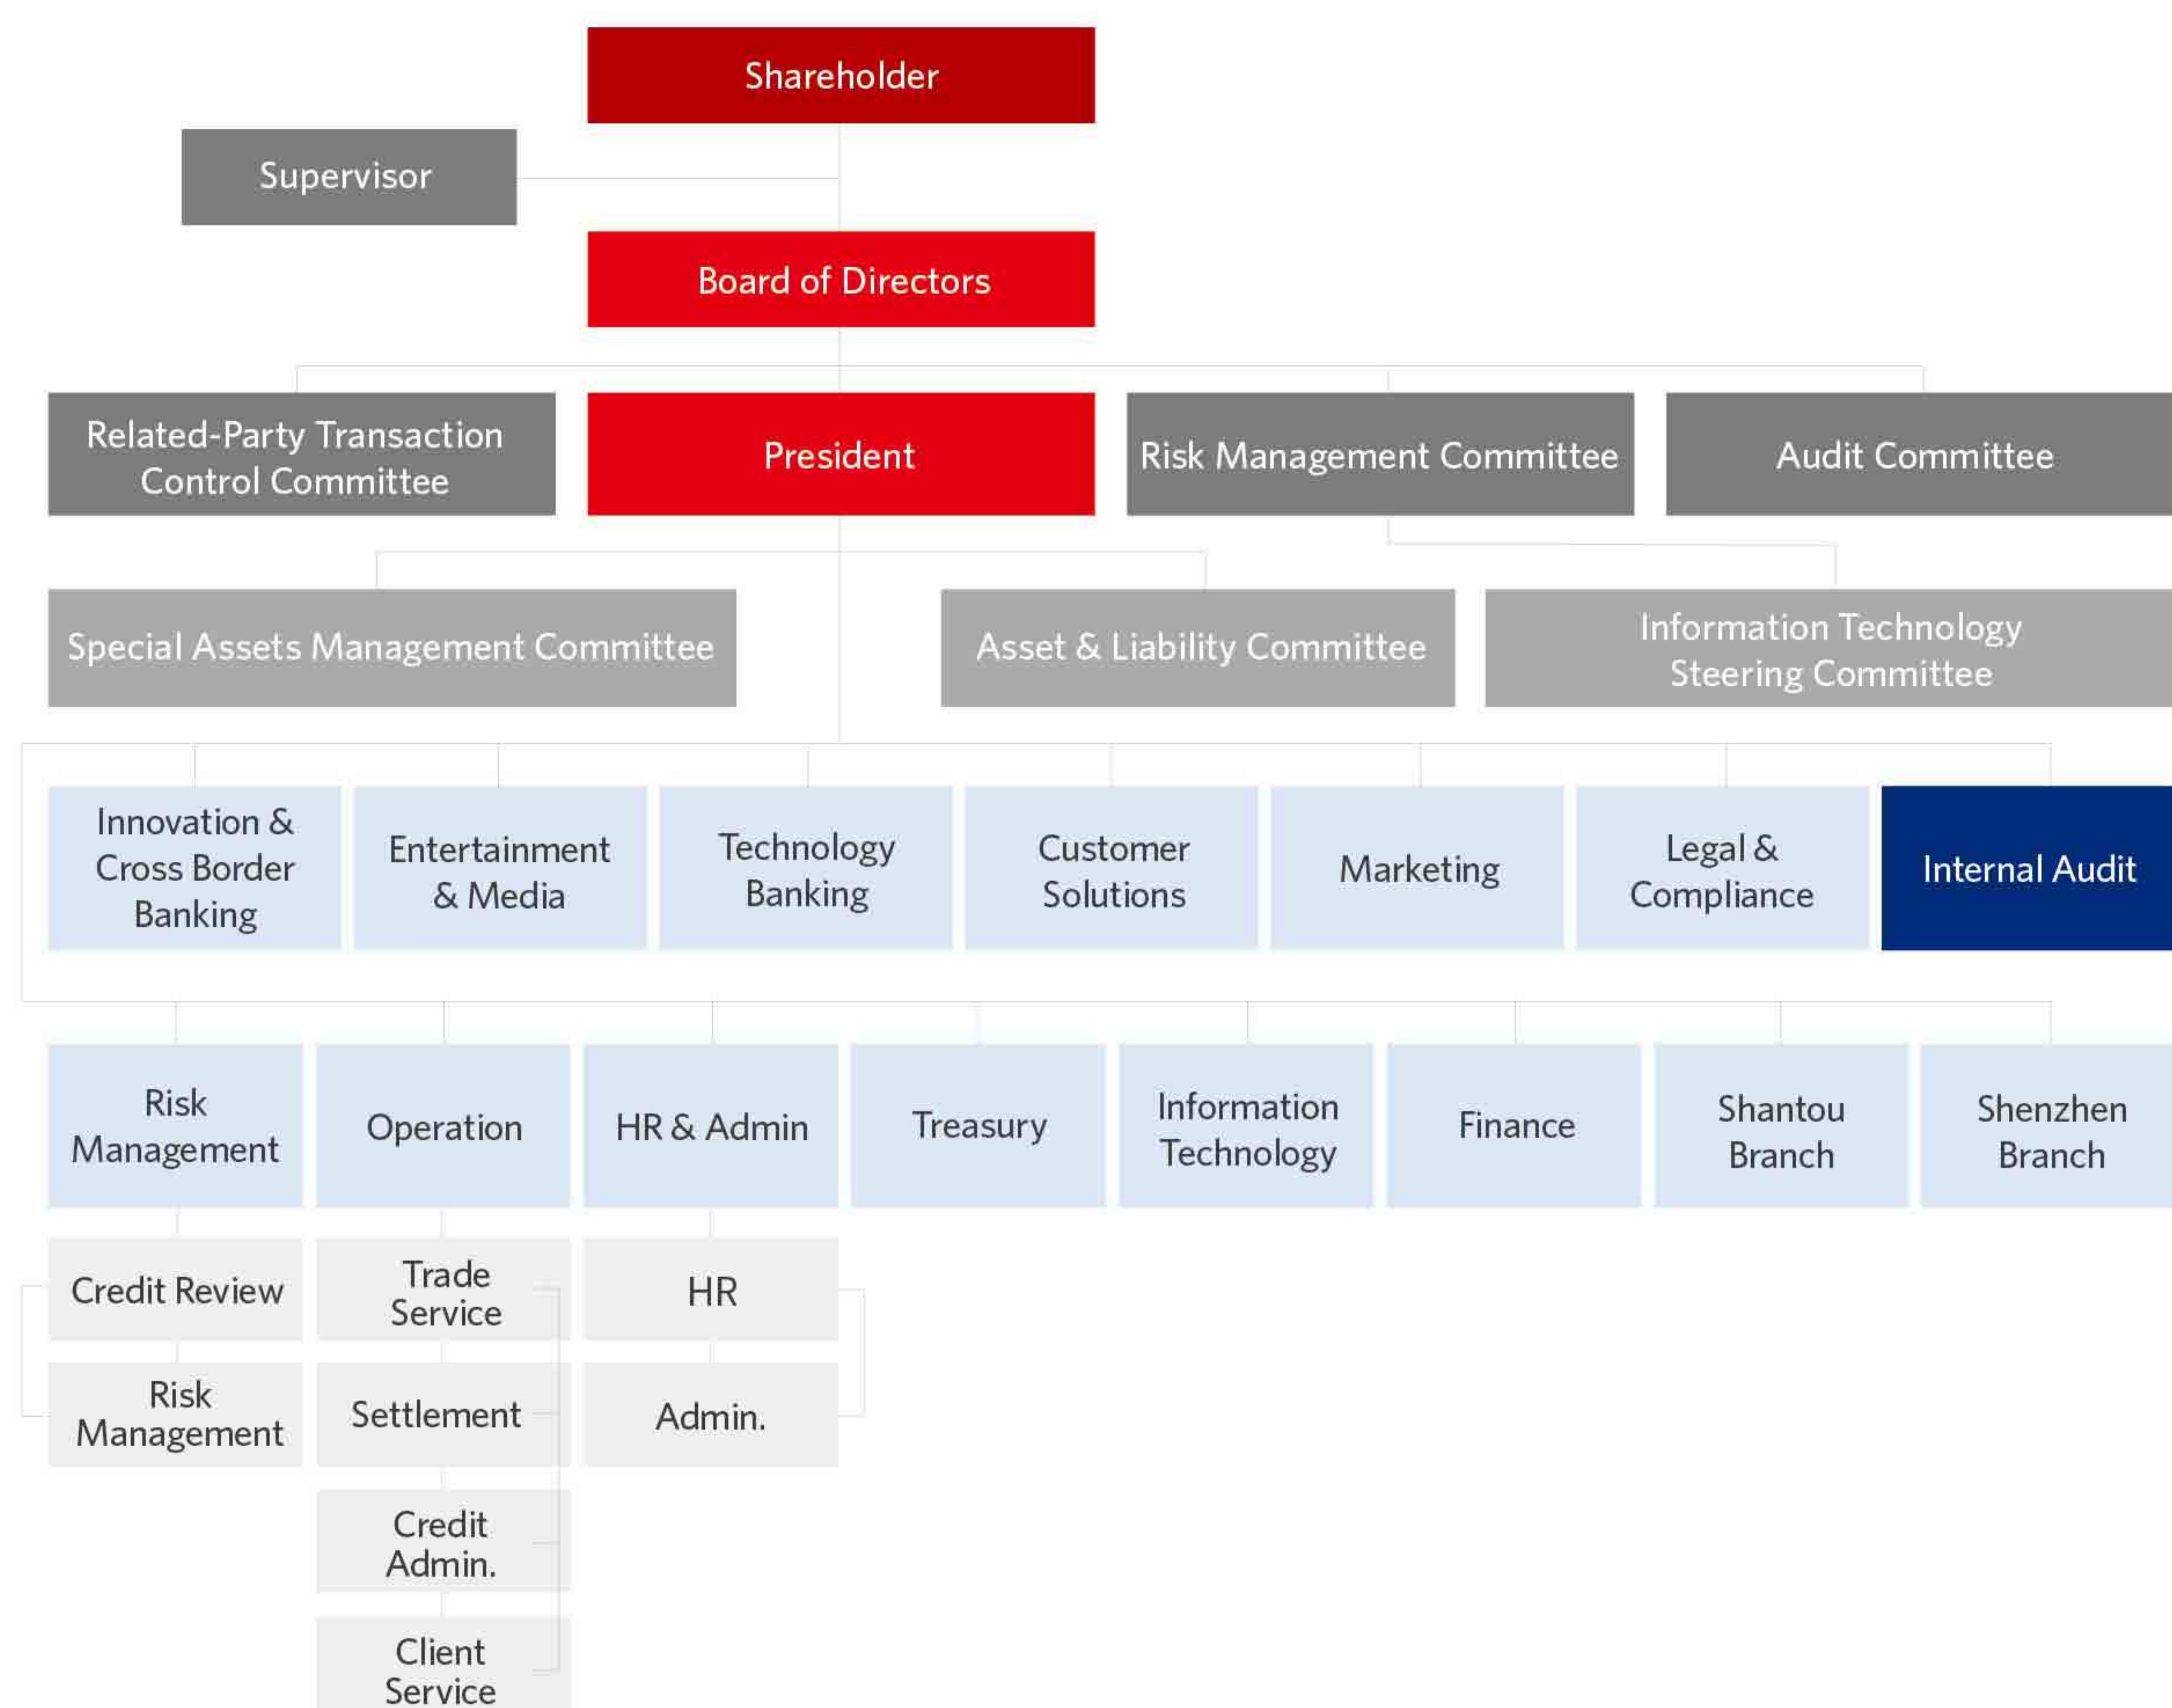 Shareholder
Supervisor
Board of Directors
Related-Party Transaction
Control Committee
President
Risk Management Committee
Audit Committee
Special Assets Management Committee
Asset & Liability Committee
Information Technology
Steering Committee
Innovation &
Cross Border
Banking
Entertainment
& Media
Technology
Banking
Customer
Solutions
Marketing
Legal &
Compliance
Internal Audit
Risk
Management
Operation
HR & Admin
Treasury
Information
Technology
Finance
Shantou
Branch
Shenzhen
Branch
Credit Review
Trade
Service
HR
Risk
Management
Settlement
Admin.
Credit
Admin.
Client
Service